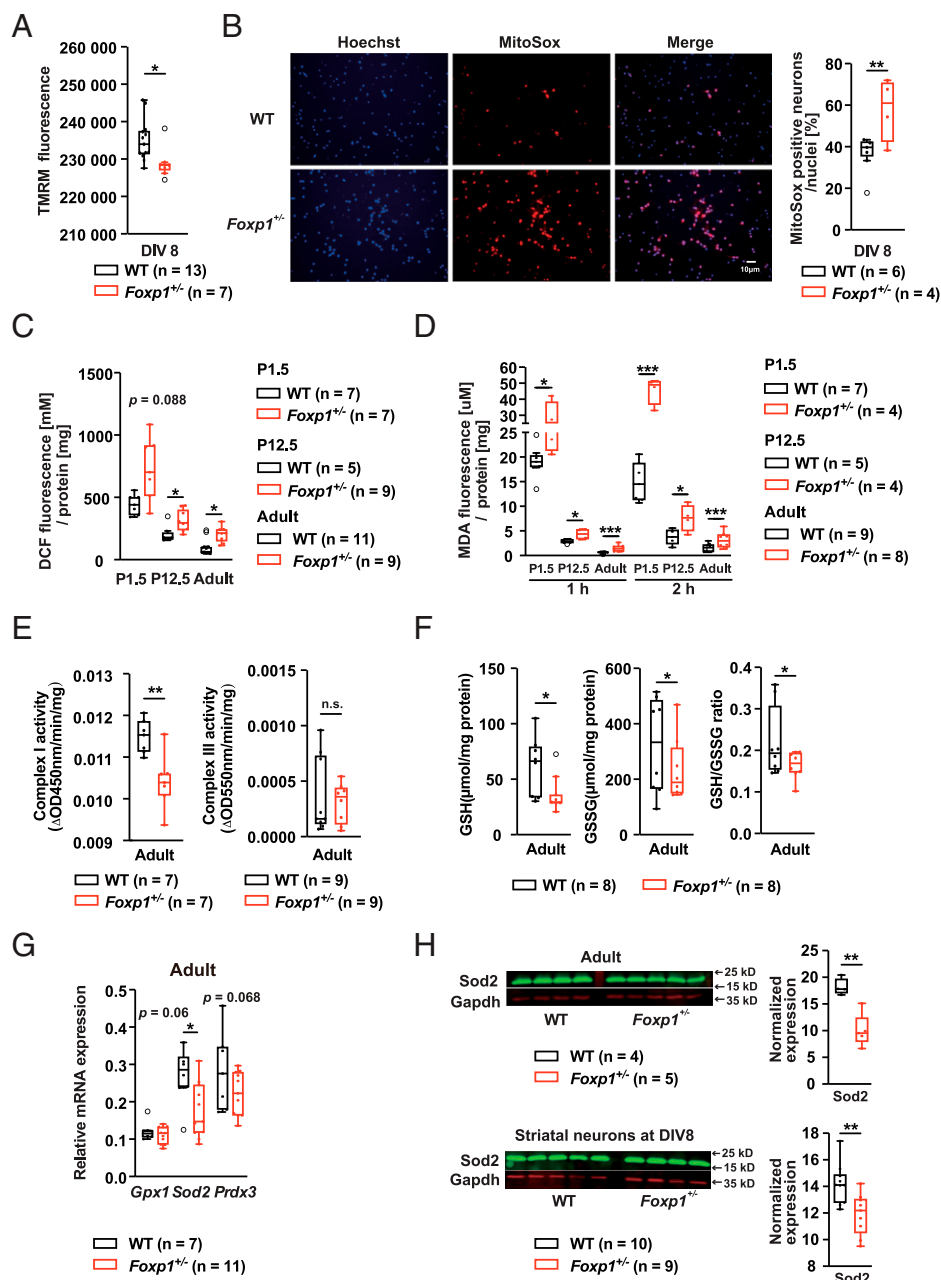 A
260 000
250 000
240 000
230 000
220 000
210 000
TMRM fluorescence
*
DIV 8
WT (n = 13)
Foxp1+/- (n = 7)
B
Hoechst
MitoSox
Merge
WT
Foxp1+/-
10μm
MitoSox positive neurons
/nuclei [%]
80
60
40
20
0
**
DIV 8
WT (n = 6)
Foxp1+/- (n = 4)
C
DCF fluorescence [mM]
/ protein [mg]
1500
1000
500
0
p = 0.088
*
*
P1.5 P12.5 Adult
P1.5
WT (n = 7)
Foxp1+/- (n = 7)
P12.5
WT (n = 5)
Foxp1+/- (n = 9)
Adult
WT (n = 11)
Foxp1+/- (n = 9)
D
MDA fluorescence [uM]
/ protein [mg]
60
50
40
30
20
20
15
10
5
0
*
*
***
***
*
***
P1.5 P12.5 Adult P1.5 P12.5 Adult
1 h 2 h
P1.5
WT (n = 7)
Foxp1+/- (n = 4)
P12.5
WT (n = 5)
Foxp1+/- (n = 4)
Adult
WT (n = 9)
Foxp1+/- (n = 8)
E
Complex I activity
(ΔOD450nm/min/mg)
0.013
0.012
0.011
0.010
0.009
**
Adult
WT (n = 7)
Foxp1+/- (n = 7)
Complex III activity
(ΔOD550nm/min/mg)
0.0015
0.0010
0.0005
0.0000
n.s.
Adult
WT (n = 9)
Foxp1+/- (n = 9)
F
GSH(μmol/mg protein)
150
100
50
0
*
Adult
GSSG(μmol/mg protein)
600
400
200
0
*
Adult
GSH/GSSG ratio
0.4
0.3
0.2
0.1
0.0
*
Adult
WT (n = 8)
Foxp1+/- (n = 8)
G
Adult
Relative mRNA expression
0.5
0.4
0.3
0.2
0.1
0.0
p = 0.06
*
p = 0.068
Gpx1 Sod2 Prdx3
WT (n = 7)
Foxp1+/- (n = 11)
H
Adult
Sod2
Gapdh
←25 kD
←15 kD
←35 kD
WT
Foxp1+/-
WT (n = 4)
Foxp1+/- (n = 5)
Normalized
expression
25
20
15
10
5
0
**
Sod2
Striatal neurons at DIV8
Sod2
Gapdh
←25 kD
←15 kD
←35 kD
WT
Foxp1+/-
WT (n = 10)
Foxp1+/- (n = 9)
Normalized
expression
18
16
14
12
10
8
**
Sod2